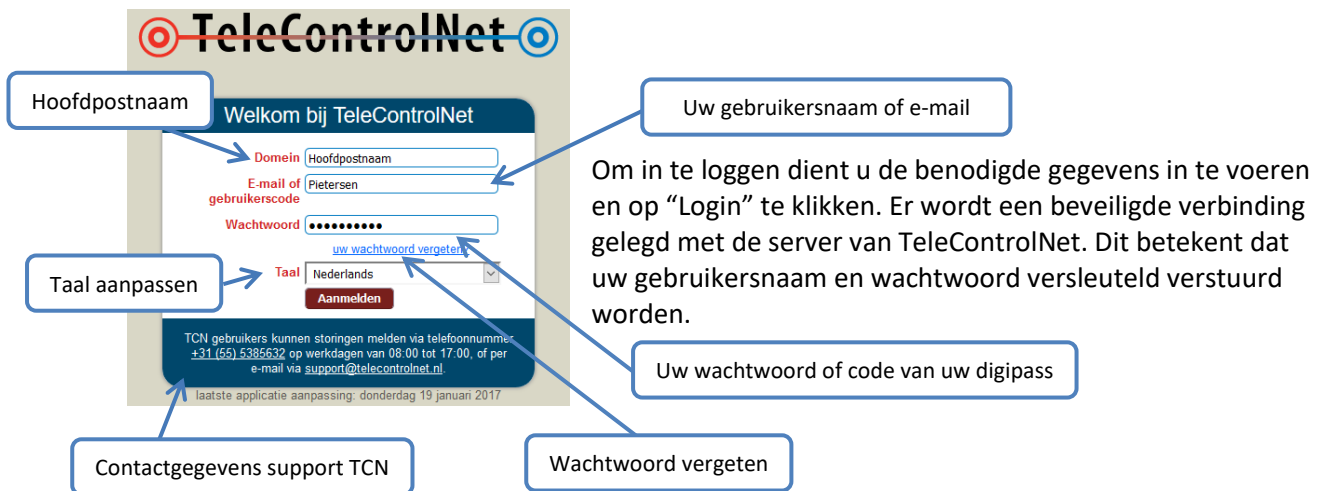 TeleControlNet
Hoofdpostnaam
Welkom bij TeleControlNet
Uw gebruikersnaam of e-mail
Domein Hoofdpostnaam
E-mail of
gebruikerscode
Pietersen
Wachtwoord ●●●●●●●●●●
uw wachtwoord vergeten?
Taal aanpassen
Taal Nederlands
Aanmelden
Om in te loggen dient u de benodigde gegevens in te voeren
en op “Login” te klikken. Er wordt een beveiligde verbinding
gelegd met de server van TeleControlNet. Dit betekent dat
uw gebruikersnaam en wachtwoord versleuteld verstuurd
worden.
TCN gebruikers kunnen storingen melden via telefoonnummer
+31 (55) 5385632 op werkdagen van 08:00 tot 17:00, of per
e-mail via support@telecontrolnet.nl.
Uw wachtwoord of code van uw digipass
laatste applicatie aanpassing: donderdag 19 januari 2017
Contactgegevens support TCN
Wachtwoord vergeten